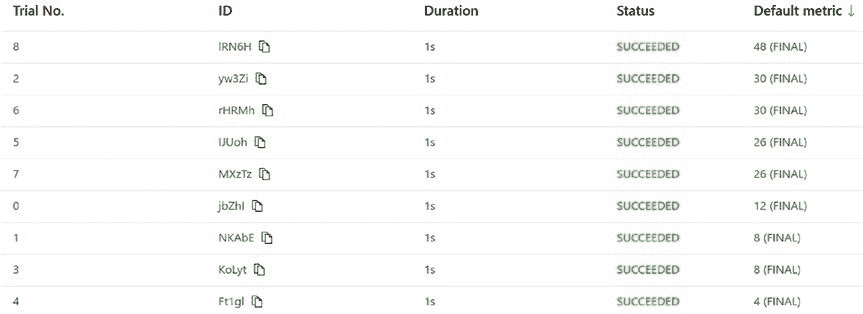 Trial No. ID Duration Status Default metric ↓
8 lRN6H 1s SUCCEEDED 48 (FINAL)
2 yw3Zi 1s SUCCEEDED 30 (FINAL)
6 rHRMh 1s SUCCEEDED 30 (FINAL)
5 IJUoh 1s SUCCEEDED 26 (FINAL)
7 MXzTz 1s SUCCEEDED 26 (FINAL)
0 jbZhI 1s SUCCEEDED 12 (FINAL)
1 NKAbE 1s SUCCEEDED 8 (FINAL)
3 KoLyt 1s SUCCEEDED 8 (FINAL)
4 Ft1gl 1s SUCCEEDED 4 (FINAL)